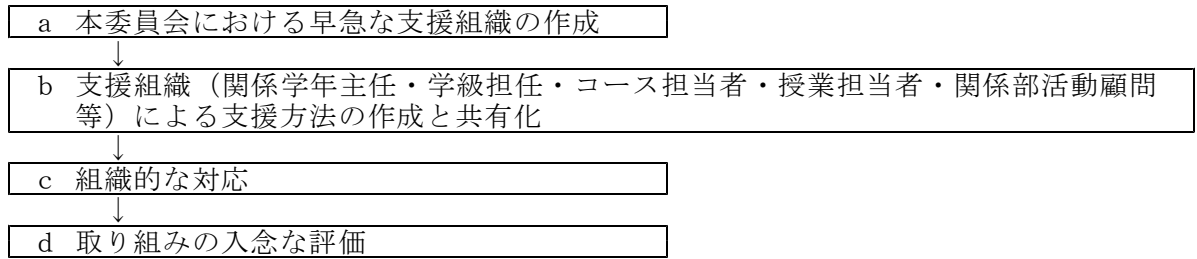 a 本委員会における早急な支援組織の作成
↓
b 支援組織（関係学年主任・学級担任・コース担当者・授業担当者・関係部活動顧問
等）による支援方法の作成と共有化
↓
c 組織的な対応
↓
d 取り組みの入念な評価